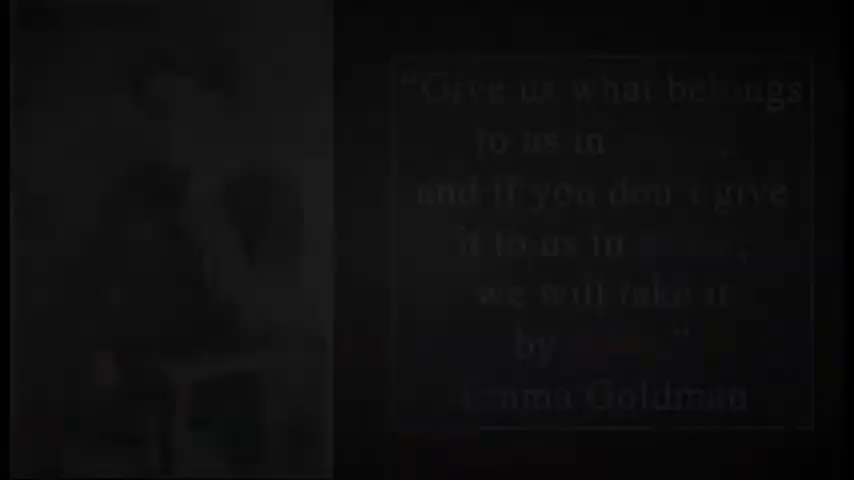 “Give us what belongs
to us in
and if you don't give
it to us in
we will take it
by ”
Emma Goldman